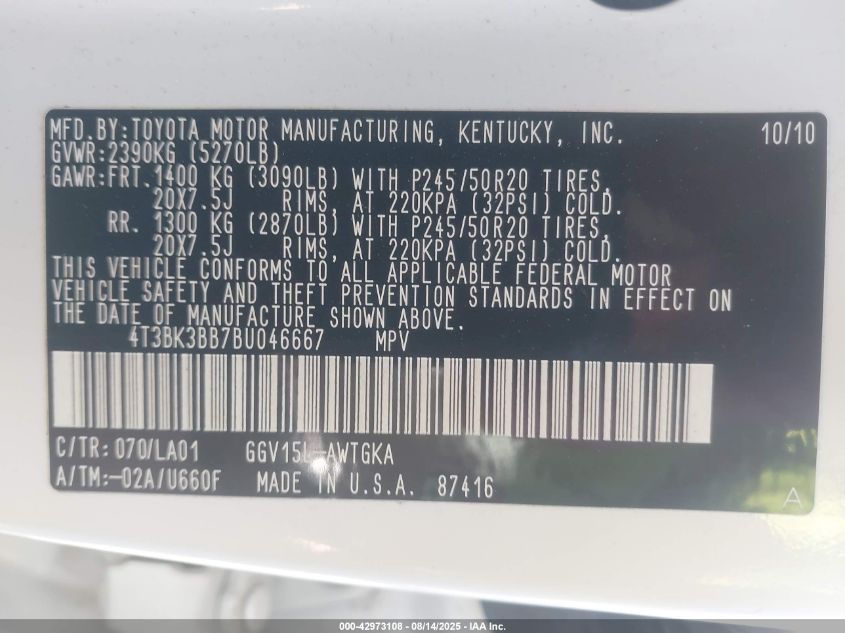 MFD.BY:TOYOTA MOTOR MANUFACTURING, KENTUCKY, INC. 10/10
GVWR:2390KG (5270LB)
GAWR:FRT.1400 KG (3090LB) WITH P245/50R20 TIRES,
20X7.5J RIMS, AT 220KPA (32PSI) COLD.
RR. 1300 KG (2870LB) WITH P245/50R20 TIRES,
20X7.5J RIMS, AT 220KPA (32PSI) COLD.
THIS VEHICLE CONFORMS TO ALL APPLICABLE FEDERAL MOTOR
VEHICLE SAFETY AND THEFT PREVENTION STANDARDS IN EFFECT ON
THE DATE OF MANUFACTURE SHOWN ABOVE.
4T3BK3BB7BU046667 MPV
C/TR: 070/LA01 GGV15L-AWTGKA
A/TM:-02A/U660F MADE IN U.S.A. 87416
A
000-42973108 - 08/14/2025 - IAA Inc.